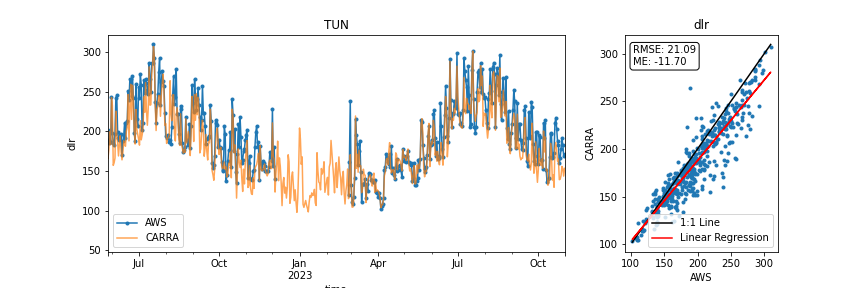 TUN
dlr
300
250
200
150
100
50
AWS
CARRA
Jul
Oct
Jan
2023
Apr
Jul
Oct
time
dlr
RMSE: 21.09
ME: -11.70
CARRA
300
250
200
150
100
1:1 Line
Linear Regression
100
150
200
250
300
AWS